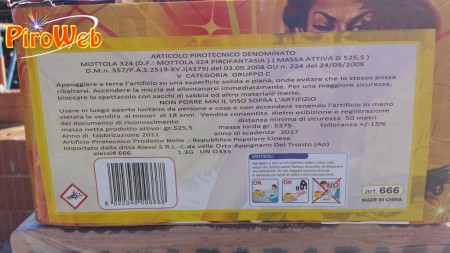 PiroWeb
ARTICOLO PIROTECNICO DENOMINATO
MOTTOLA 324 (D.F.: MOTTOLA 324 PIROFANTASIA ) ( MASSA ATTIVA G 525,5 )
D.M.n. 557/P.A.S.2519-XV.J(4379) del 03.09.2008 GU n. 224 del 24/09/2008
V CATEGORIA GRUPPO C
Appoggiare a terra l'artificio su una superficie solida e piana, onde evitare che lo stesso possa
ribaltarsi. Accendere la miccia ed allontanarsi immediatamente. Per una maggiore sicurezza,
bloccare lo spettacolo con sacchi di sabbia od altro materiale inerte.
NON PORRE MAI IL VISO SOPRA L'ARTIFIZIO
Usare in luogo aperto lontano da persone e cose e non accendere tenendo l'artificio in mano
vietata la vendita ai minori di 18 anni. Vendita consentita dietro esibizione e registrazione
del documento di riconoscimento distanza minima di sicurezza 50 metri
massa netta prodotto attivo: gr.525,5 massa lorda gr.5375 tolleranza +/-15%
Anno di fabbricazione 2013 anno di scadenza 2017
Artificio Pirotecnico Prodotto Nella : Repubblica Popolare Cinese
Importato dalla ditta Alessi S.R.L.-C.da valle Orta-Appignano Del Tronto (Ap)
alessi# 666 1.3G UN 0335
OK
OK
NO!
art. 666
MADE IN CHINA